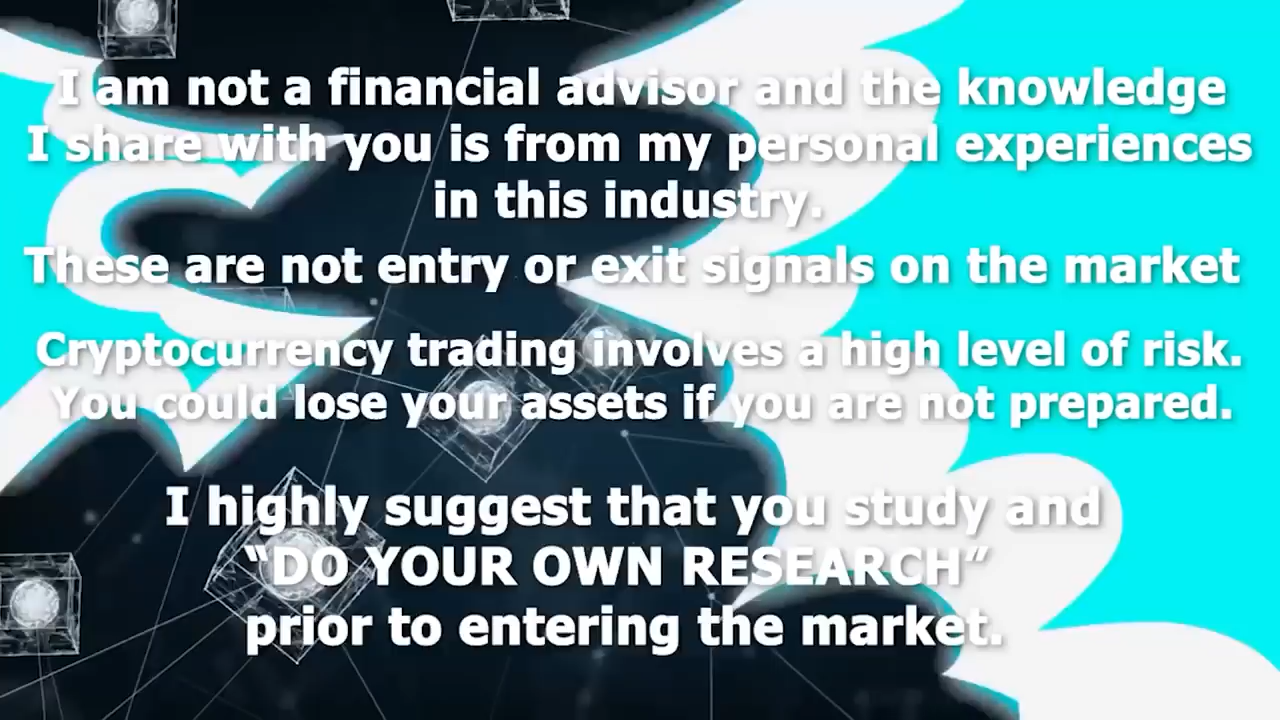 I am not a financial advisor and the knowledge
I share with you is from my personal experiences
in this industry.
These are not entry or exit signals on the market
Cryptocurrency trading involves a high level of risk.
You could lose your assets if you are not prepared.
I highly suggest that you study and
“DO YOUR OWN RESEARCH”
prior to entering the market.